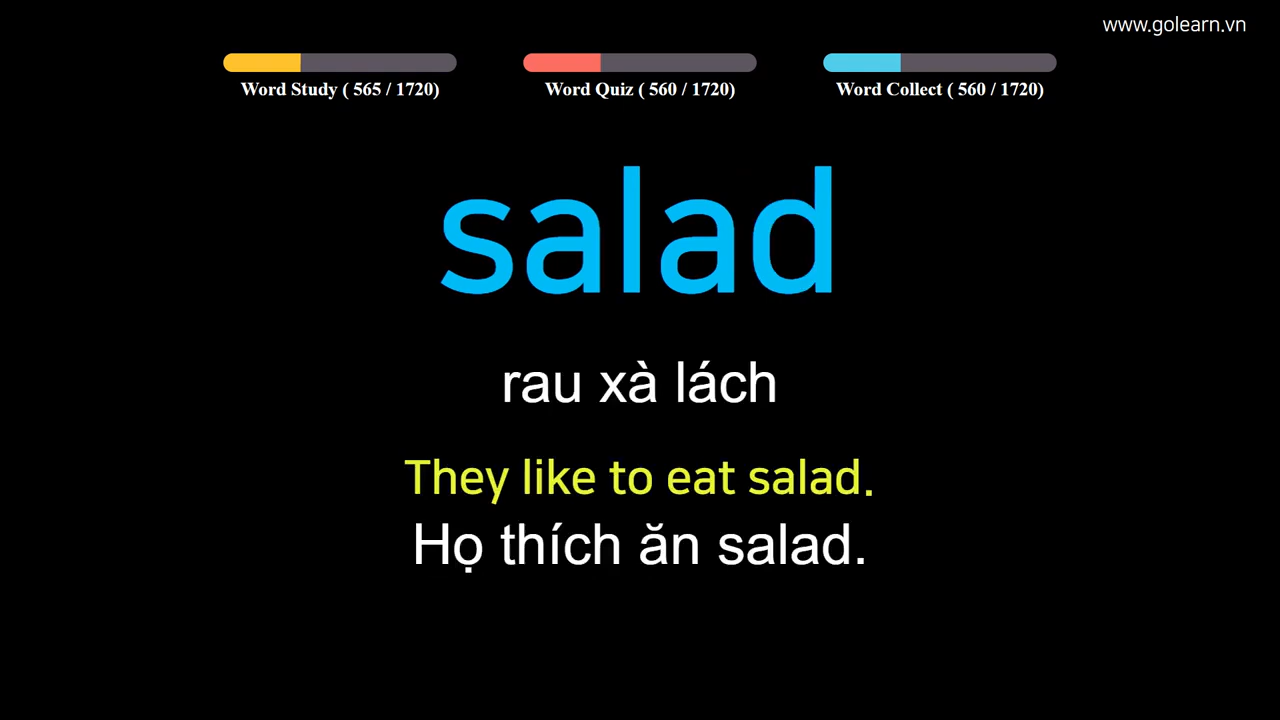 www.golearn.vn
Word Study ( 565 / 1720)
Word Quiz ( 560 / 1720)
Word Collect ( 560 / 1720)
salad
rau xà lách
They like to eat salad.
Họ thích ăn salad.